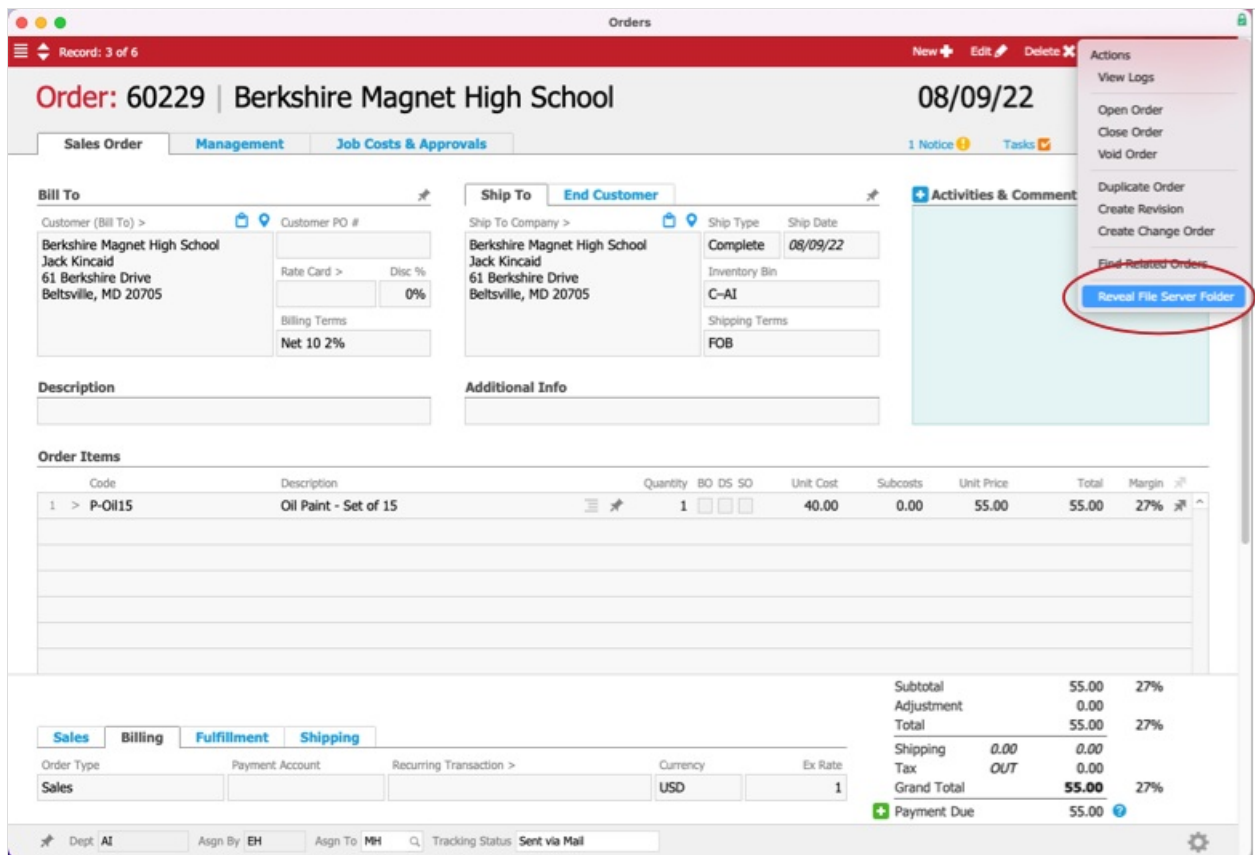 Orders
Record: 3 of 6
New Edit Delete
Order: 60229 | Berkshire Magnet High School 08/09/22
Sales Order Management Job Costs & Approvals 1 Notice Tasks
Actions
View Logs
Open Order
Close Order
Void Order
Duplicate Order
Create Revision
Create Change Order
Find Related Orders
Reveal File Server Folder
Bill To
Customer (Bill To) > Customer PO #
Berkshire Magnet High School
Jack Kincaid
61 Berkshire Drive
Beltsville, MD 20705
Rate Card > Disc %
0%
Billing Terms
Net 10 2%
Ship To End Customer
Ship To Company > Ship Type Ship Date
Berkshire Magnet High School
Jack Kincaid
61 Berkshire Drive
Beltsville, MD 20705
Complete 08/09/22
Inventory Bin
C–AI
Shipping Terms
FOB
Activities & Comment
Description
Additional Info
Order Items
Code Description Quantity BO DS SO Unit Cost Subcosts Unit Price Total Margin
1 > P-Oil15 Oil Paint - Set of 15 1 40.00 0.00 55.00 55.00 27%
Subtotal 55.00 27%
Adjustment 0.00
Total 55.00 27%
Shipping 0.00 0.00
Tax OUT 0.00
Grand Total 55.00 27%
Payment Due 55.00
Sales Billing Fulfillment Shipping
Order Type Payment Account Recurring Transaction > Currency Ex Rate
Sales USD 1
Dept AI Asgn By EH Asgn To MH Tracking Status Sent via Mail